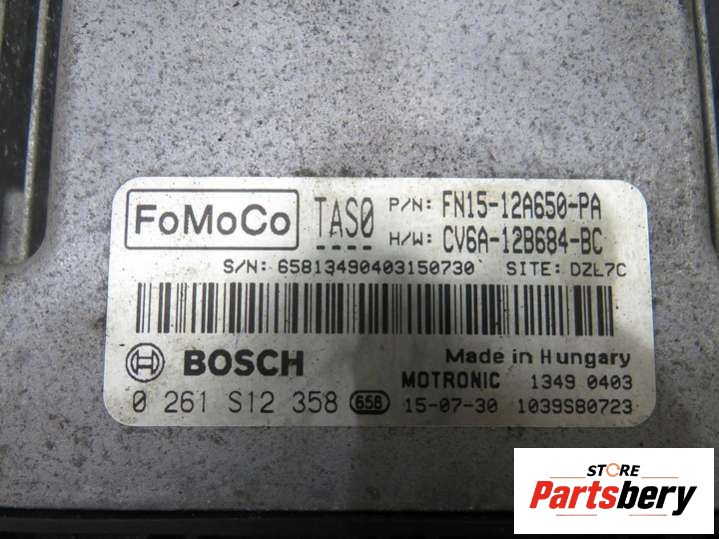 FoMoCo TAS0 P/N: FN15-12A650-PA
H/W: CV6A-12B684-BC
S/N: 65813490403150730 SITE: DZL7C
BOSCH Made in Hungary
MOTRONIC 1349 0403
0 261 S12 358 658 15-07-30 1039S80723
STORE
Partsbery